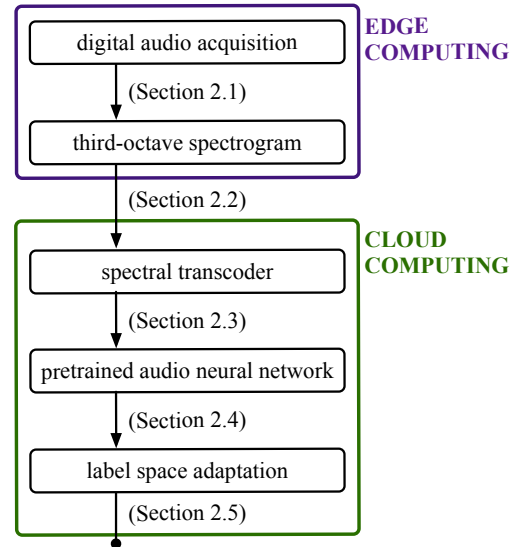 EDGE
COMPUTING
digital audio acquisition
(Section 2.1)
third-octave spectrogram
(Section 2.2)
CLOUD
COMPUTING
spectral transcoder
(Section 2.3)
pretrained audio neural network
(Section 2.4)
label space adaptation
(Section 2.5)